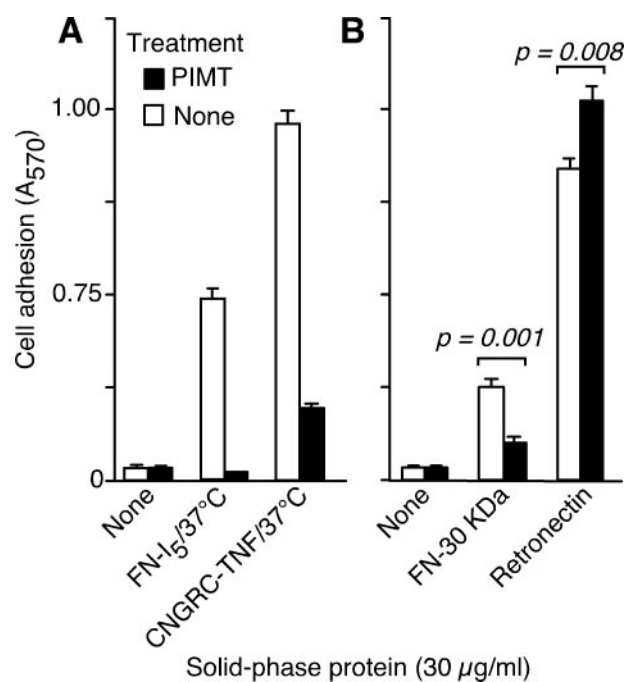 A
Treatment
PIMT
None
B
p = 0.008
p = 0.001
Cell adhesion (A570)
1.00
0.75
0
None
FN-I5/37°C
CNGRC-TNF/37°C
None
FN-30 KDa
Retronectin
Solid-phase protein (30 µg/ml)